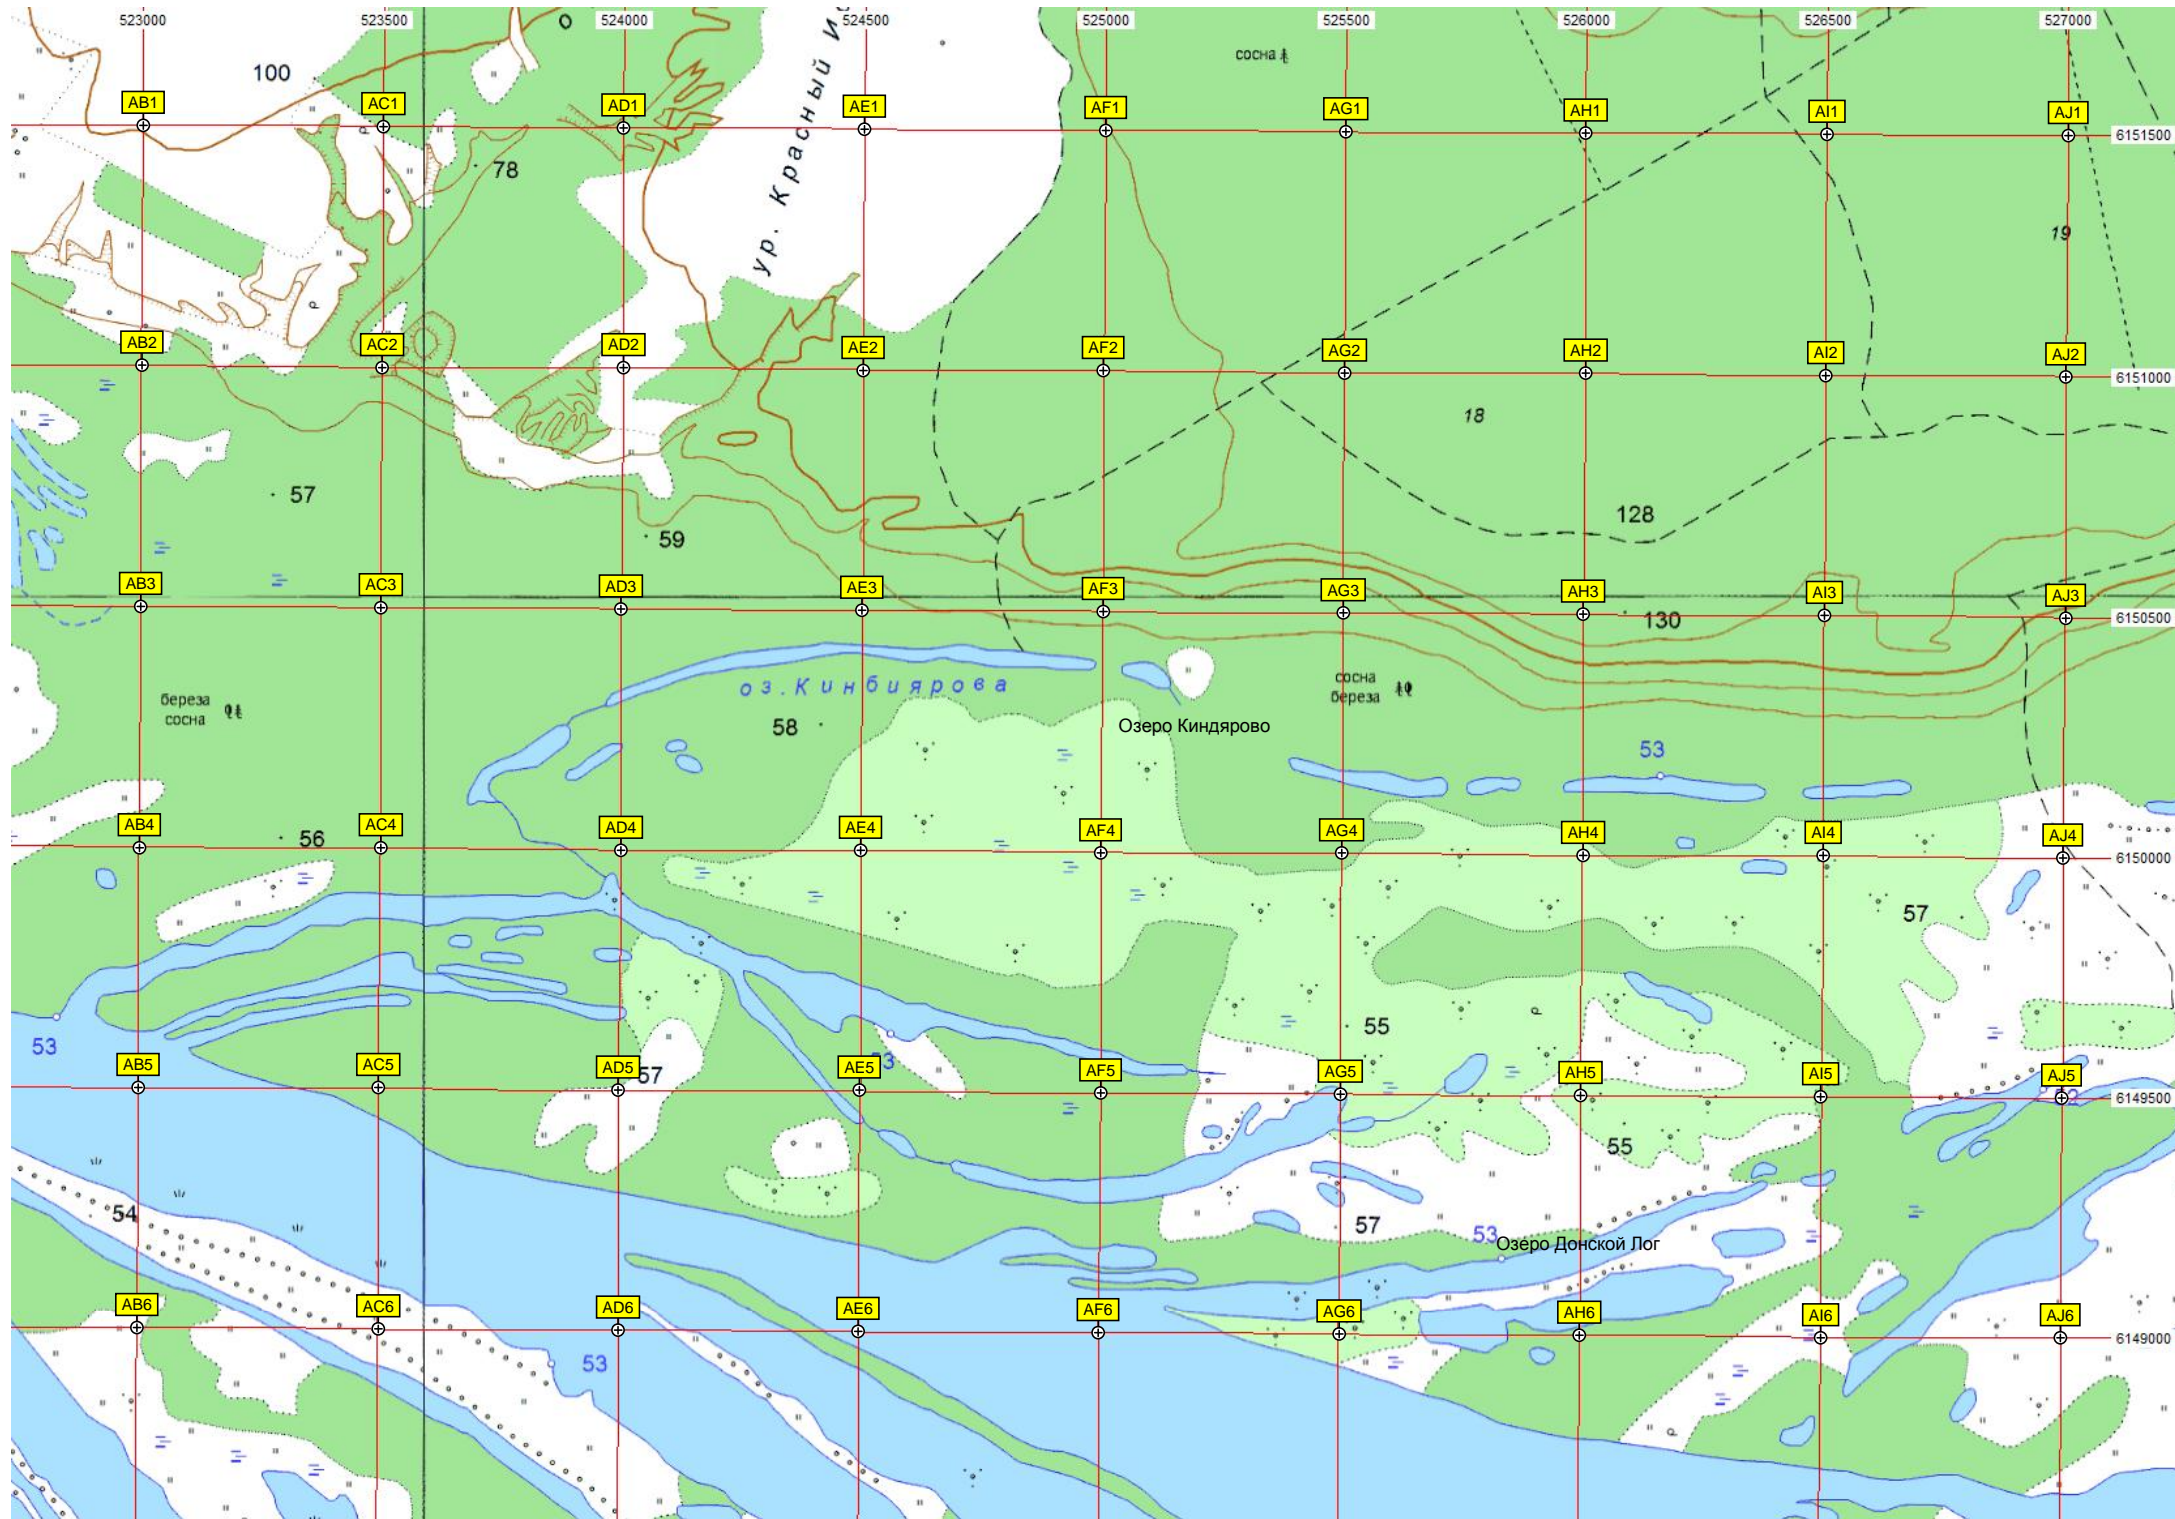 523000 523500 524000 524500 525000 525500 526000 526500 527000
ур. Красный И
сосна
100
AB1 AC1 AD1 AE1 AF1 AG1 AH1 AI1 AJ1
6151500
78
19
AB2 AC2 AD2 AE2 AF2 AG2 AH2 AI2 AJ2
6151000
18
57
128
59
AB3 AC3 AD3 AE3 AF3 AG3 AH3 AI3 AJ3
6150500
130
оз. Кинбиярова
сосна
береза
береза
сосна
58
Озеро Киндярово
53
AB4 AC4 AD4 AE4 AF4 AG4 AH4 AI4 AJ4
6150000
56
57
55
53
53
AB5 AC5 AD5 AE5 AF5 AG5 AH5 AI5 AJ5
57
6149500
55
54
57
53
Озеро Донской Лог
AB6 AC6 AD6 AE6 AF6 AG6 AH6 AI6 AJ6
6149000
53